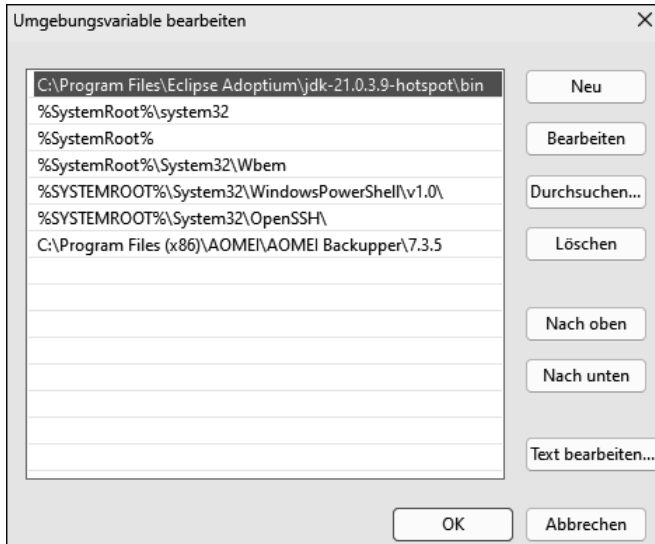 Umgebungsvariable bearbeiten
C:\Program Files\Eclipse Adoptium\jdk-21.0.3.9-hotspot\bin
%SystemRoot%\system32
%SystemRoot%
%SystemRoot%\System32\Wbem
%SYSTEMROOT%\System32\WindowsPowerShell\v1.0\
%SYSTEMROOT%\System32\OpenSSH\
C:\Program Files (x86)\AOMEI\AOMEI Backupper\7.3.5
Neu
Bearbeiten
Durchsuchen...
Löschen
Nach oben
Nach unten
Text bearbeiten...
OK
Abbrechen